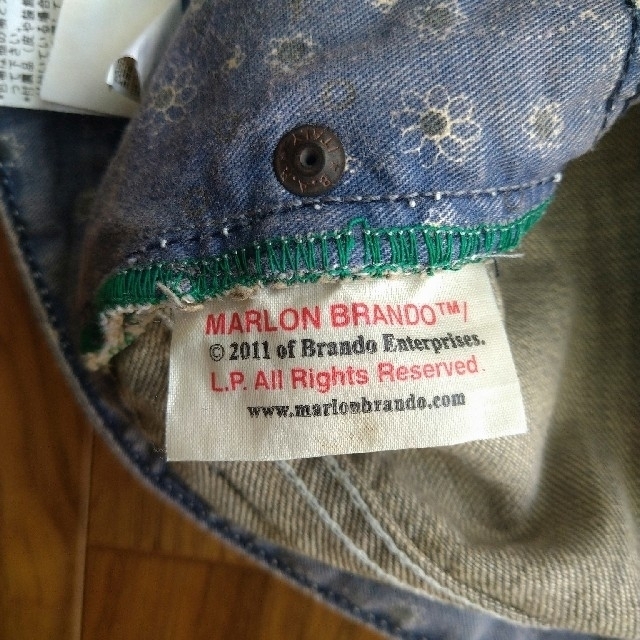 MARLON BRANDO™/
© 2011 of Brando Enterprises.
L.P. All Rights Reserved.
www.marlonbrando.com